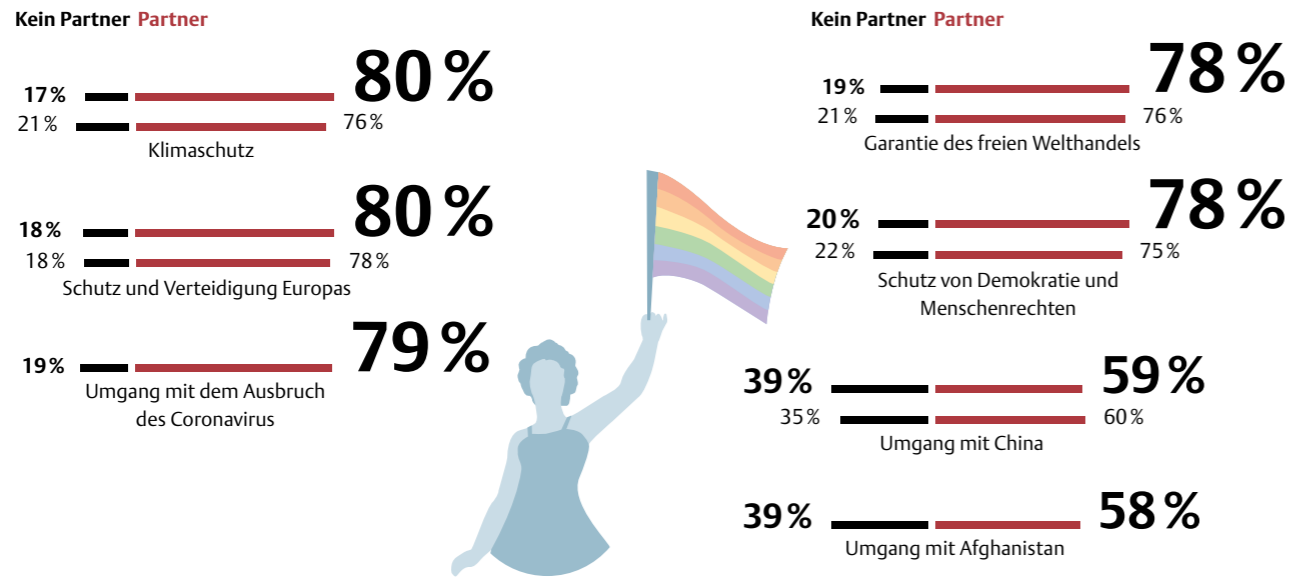 Kein Partner Partner
17 % 80 %
21 % 76 %
Klimaschutz
18 % 80 %
18 % 78 %
Schutz und Verteidigung Europas
19 % 79 %
Umgang mit dem Ausbruch
des Coronavirus
Kein Partner Partner
19 % 78 %
21 % 76 %
Garantie des freien Welthandels
20 % 78 %
22 % 75 %
Schutz von Demokratie und
Menschenrechten
39 % 59 %
35 % 60 %
Umgang mit China
39 % 58 %
Umgang mit Afghanistan